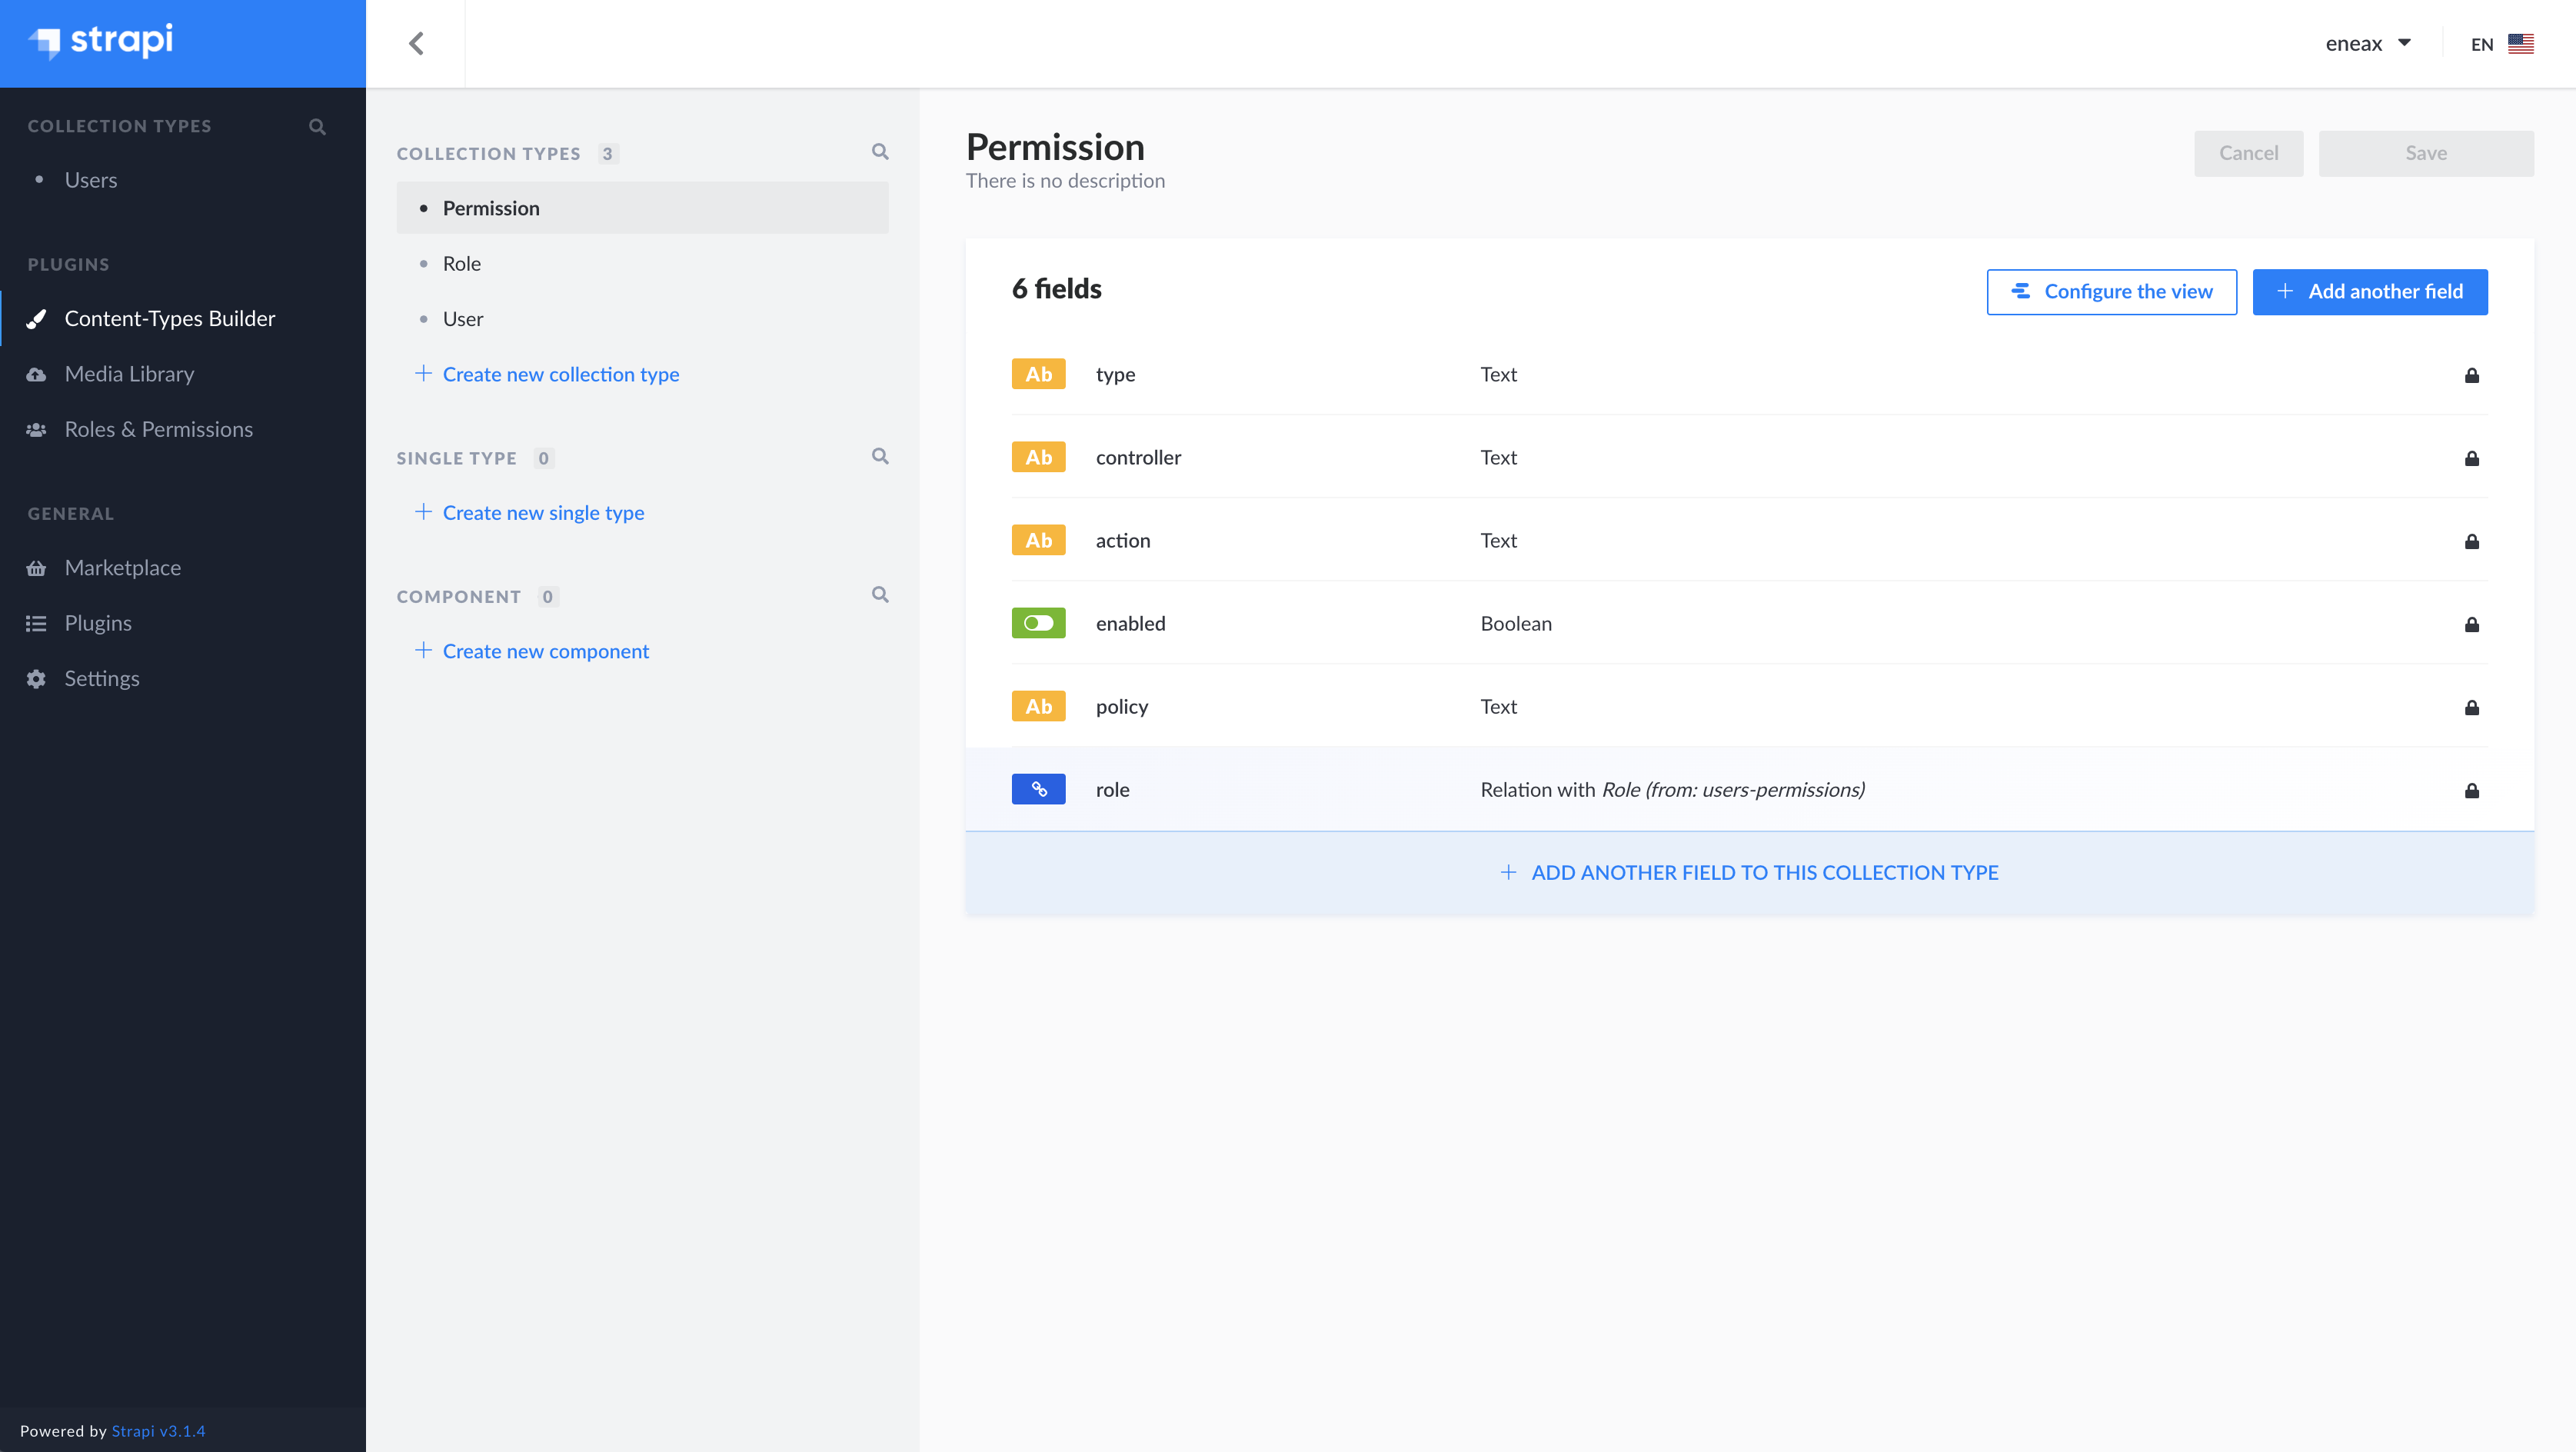 strapi
eneax
EN
COLLECTION TYPES
Users
PLUGINS
Content-Types Builder
Media Library
Roles & Permissions
GENERAL
Marketplace
Plugins
Settings
Powered by Strapi v3.1.4
COLLECTION TYPES 3
Permission
Role
User
Create new collection type
SINGLE TYPE 0
Create new single type
COMPONENT 0
Create new component
Permission
There is no description
Cancel
Save
6 fields
Configure the view
Add another field
Ab type Text
Ab controller Text
Ab action Text
enabled Boolean
Ab policy Text
role Relation with Role (from: users-permissions)
ADD ANOTHER FIELD TO THIS COLLECTION TYPE